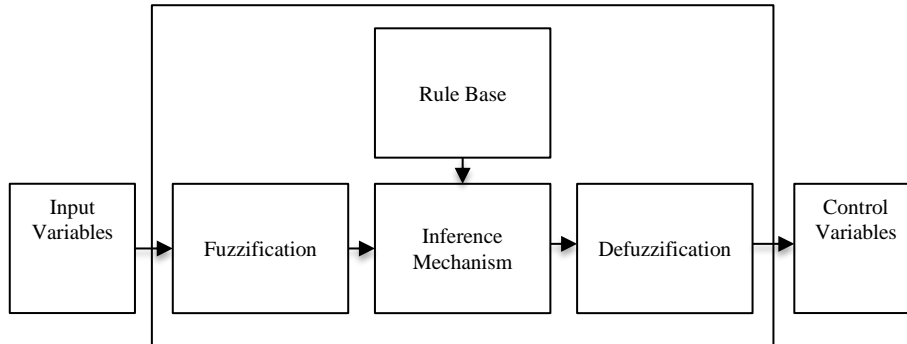 Rule Base
Input
Variables
Fuzzification
Inference
Mechanism
Defuzzification
Control
Variables